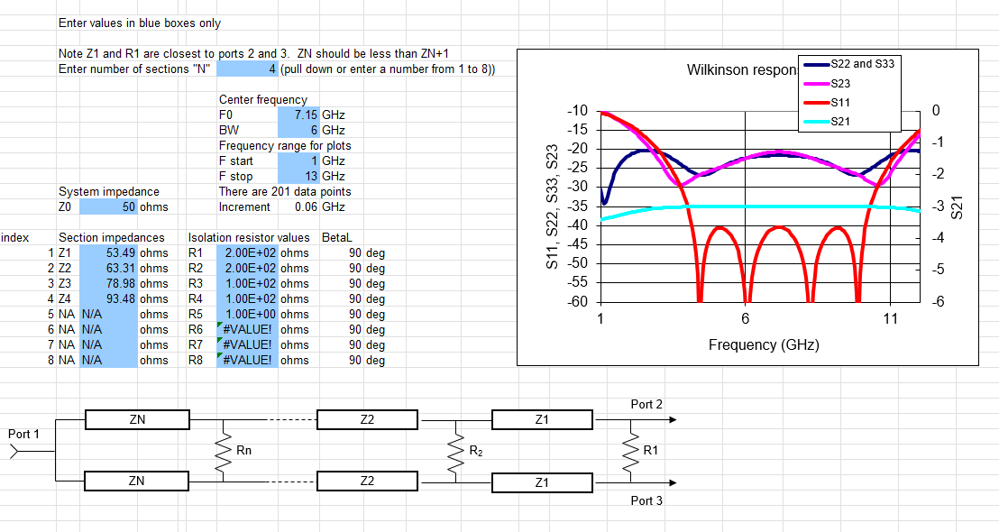 Enter values in blue boxes only
Note Z1 and R1 are closest to ports 2 and 3. ZN should be less than ZN+1
Enter number of sections "N" 4 (pull down or enter a number from 1 to 8))
Center frequency
F0 7.15 GHz
BW 6 GHz
Frequency range for plots
F start 1 GHz
F stop 13 GHz
System impedance There are 201 data points
Z0 50 ohms Increment 0.06 GHz
index Section impedances Isolation resistor values BetaL
1 Z1 53.49 ohms R1 2.00E+02 ohms 90 deg
2 Z2 63.31 ohms R2 2.00E+02 ohms 90 deg
3 Z3 78.98 ohms R3 1.00E+02 ohms 90 deg
4 Z4 93.48 ohms R4 1.00E+02 ohms 90 deg
5 NA N/A ohms R5 1.00E+00 ohms 90 deg
6 NA N/A ohms R6 #VALUE! ohms 90 deg
7 NA N/A ohms R7 #VALUE! ohms 90 deg
8 NA N/A ohms R8 #VALUE! ohms 90 deg
Wilkinson respon
S22 and S33
S23
S11
S21
S11, S22, S33, S23
-10
-15
-20
-25
-30
-35
-40
-45
-50
-55
-60
0
-1
-2
-3
-4
-5
-6
S21
1 6 11
Frequency (GHz)
Port 1
Port 2
ZN Z2 Z1
Rn R2 R1
ZN Z2 Z1
Port 3